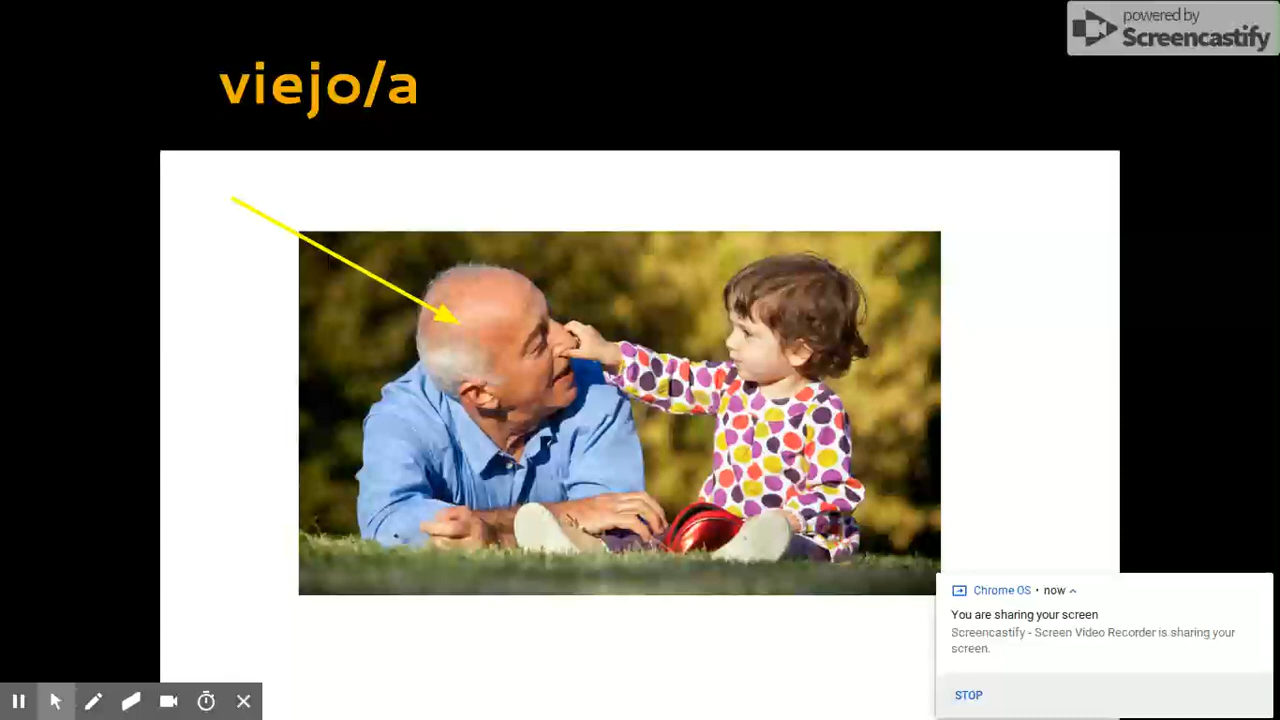 powered by
Screencastify
viejo/a
Chrome OS • now
You are sharing your screen
Screencastify - Screen Video Recorder is sharing your
screen.
STOP